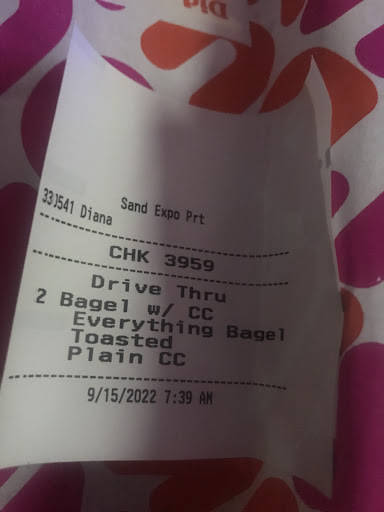 Sand Expo Prt
541 Diana
CHK 3959
Drive Thru
2 Bagel w/ CC
Everything Bagel
Toasted
Plain CC
9/15/2022 7:39 AM